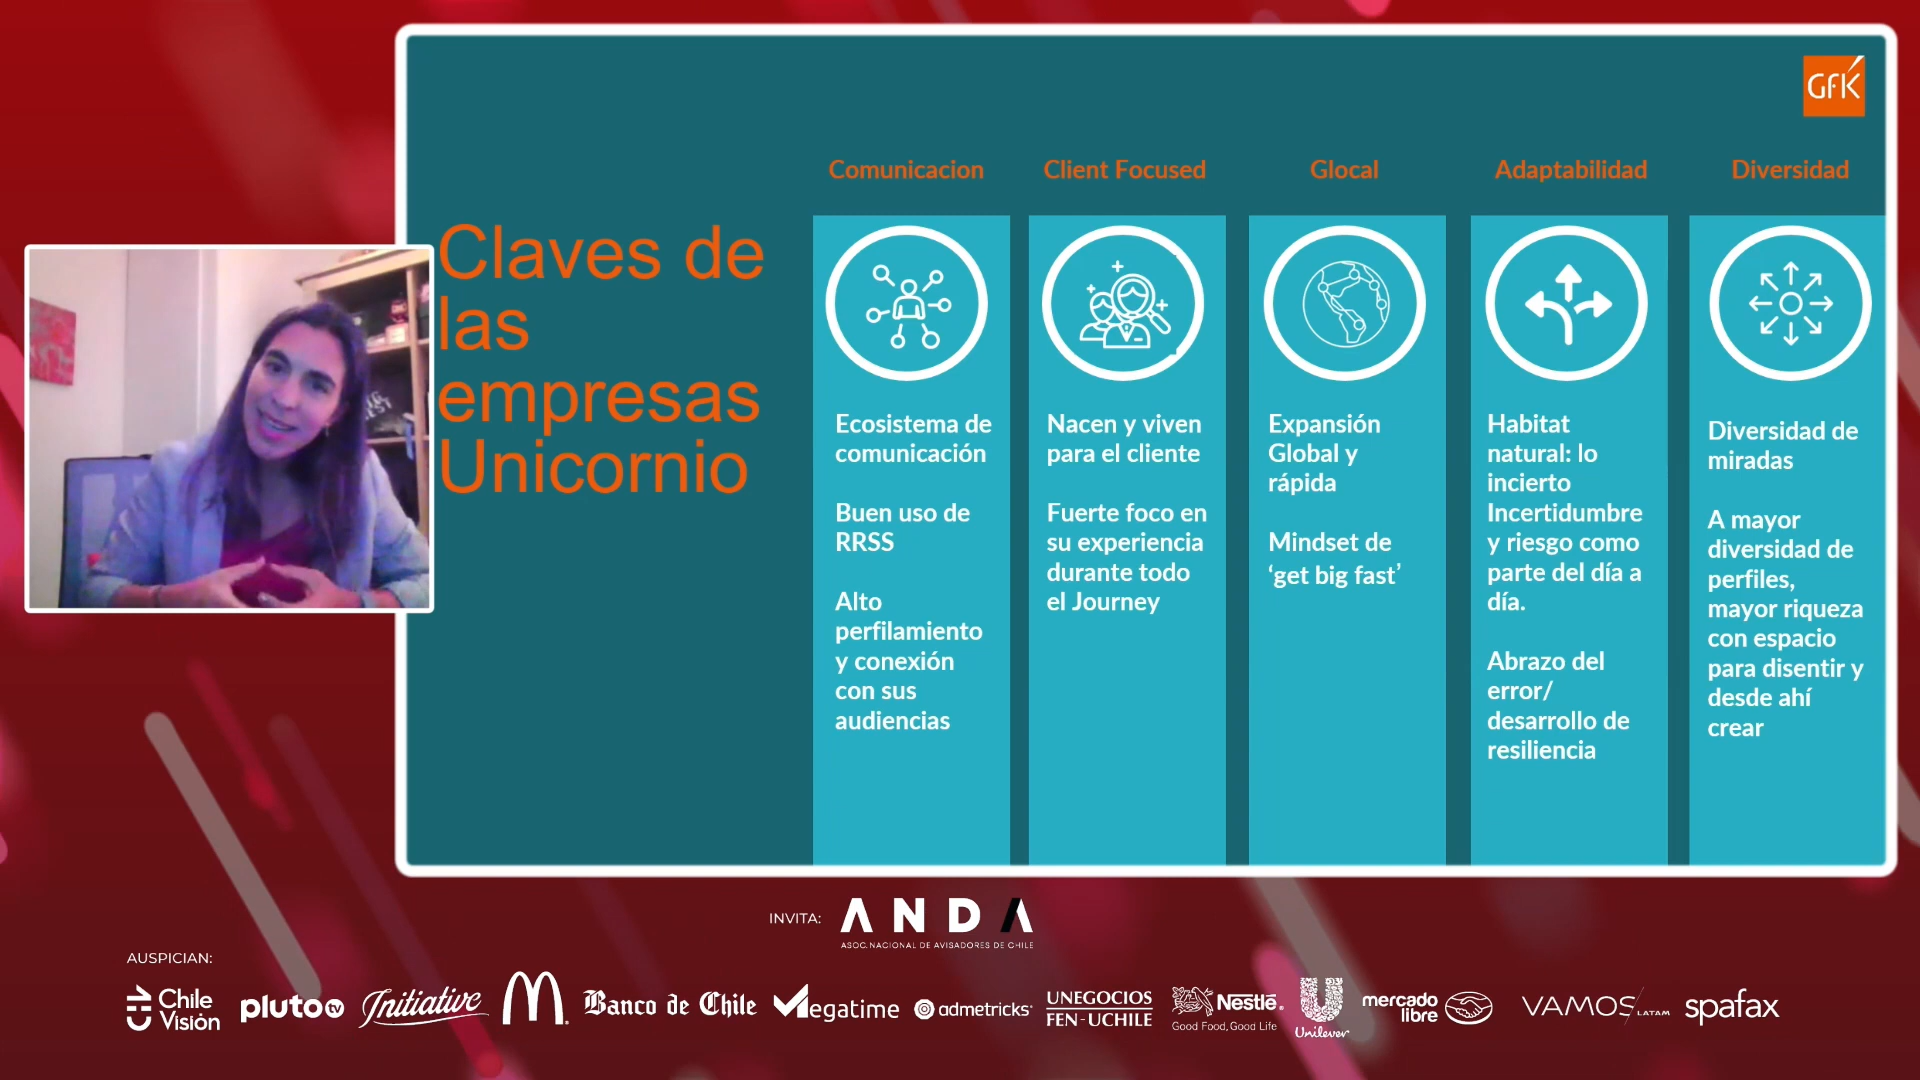 GfK
Comunicacion
Client Focused
Glocal
Adaptabilidad
Diversidad
Claves de
las
empresas
Unicornio
Ecosistema de
comunicación
Buen uso de
RRSS
Alto
perfilamiento
y conexión
con sus
audiencias
Nacen y viven
para el cliente
Fuerte foco en
su experiencia
durante todo
el Journey
Expansión
Global y
rápida
Mindset de
‘get big fast’
Habitat
natural: lo
incierto
Incertidumbre
y riesgo como
parte del día a
día.
Abrazo del
error/
desarrollo de
resiliencia
Diversidad de
miradas
A mayor
diversidad de
perfiles,
mayor riqueza
con espacio
para disentir y
desde ahí
crear
INVITA:
ANDA
ASOC. NACIONAL DE AVISADORES DE CHILE
AUSPICIAN:
CHV
Chile
Visión
pluto tv
Initiative
M
Banco de Chile
Megatime
admetricks
UNEGOCIOS
FEN-UCHILE
Nestlé.
Good Food, Good Life
Unilever
mercado
libre
VAMOS/LATAM
spafax